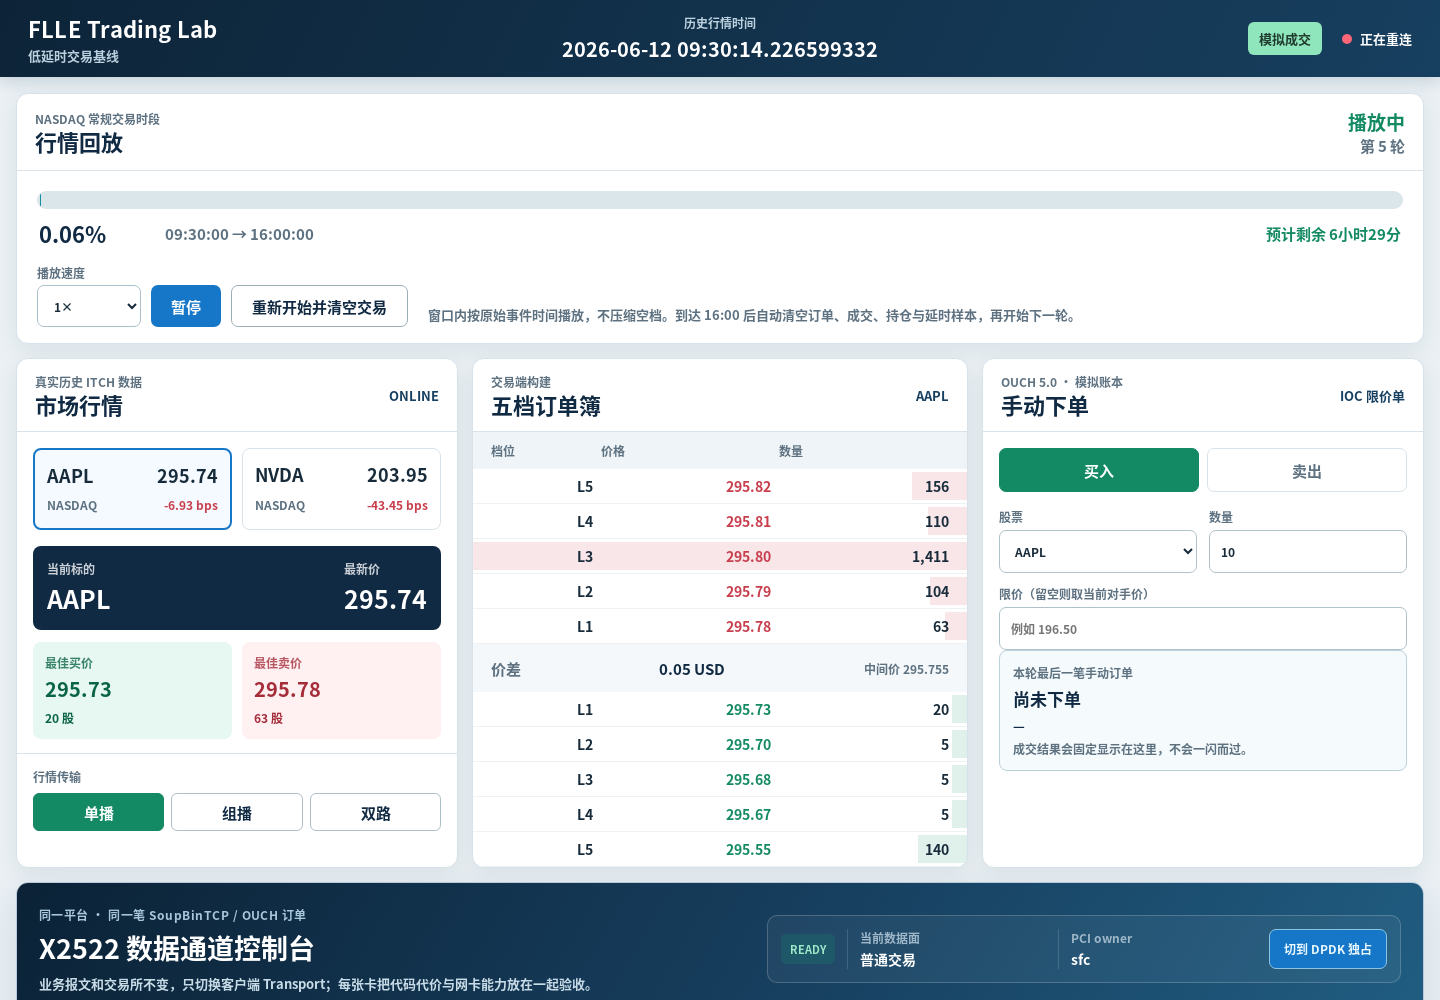 FLLE Trading Lab
低延时交易基线
历史行情时间
2026-06-12 09:30:14.226599332
模拟成交
正在重连
NASDAQ 常规交易时段
行情回放
播放中
第 5 轮
0.06%
09:30:00 → 16:00:00
预计剩余 6小时29分
播放速度
1×
暂停
重新开始并清空交易
窗口内按原始事件时间播放，不压缩空档。到达 16:00 后自动清空订单、成交、持仓与延时样本，再开始下一轮。
真实历史 ITCH 数据
市场行情
ONLINE
AAPL 295.74
NASDAQ -6.93 bps
NVDA 203.95
NASDAQ -43.45 bps
当前标的 最新价
AAPL 295.74
最佳买价
295.73
20 股
最佳卖价
295.78
63 股
行情传输
单播 组播 双路
交易端构建
五档订单簿
AAPL
档位 价格 数量
L5 295.82 156
L4 295.81 110
L3 295.80 1,411
L2 295.79 104
L1 295.78 63
价差 0.05 USD 中间价 295.755
L1 295.73 20
L2 295.70 5
L3 295.68 5
L4 295.67 5
L5 295.55 140
OUCH 5.0 · 模拟账本
手动下单
IOC 限价单
买入 卖出
股票 数量
AAPL 10
限价（留空则取当前对手价）
例如 196.50
本轮最后一笔手动订单
尚未下单
—
成交结果会固定显示在这里，不会一闪而过。
同一平台 · 同一笔 SoupBinTCP / OUCH 订单
X2522 数据通道控制台
业务报文和交易所不变，只切换客户端 Transport；每张卡把代码代价与网卡能力放在一起验收。
READY
当前数据面
普通交易
PCI owner
sfc
切到 DPDK 独占